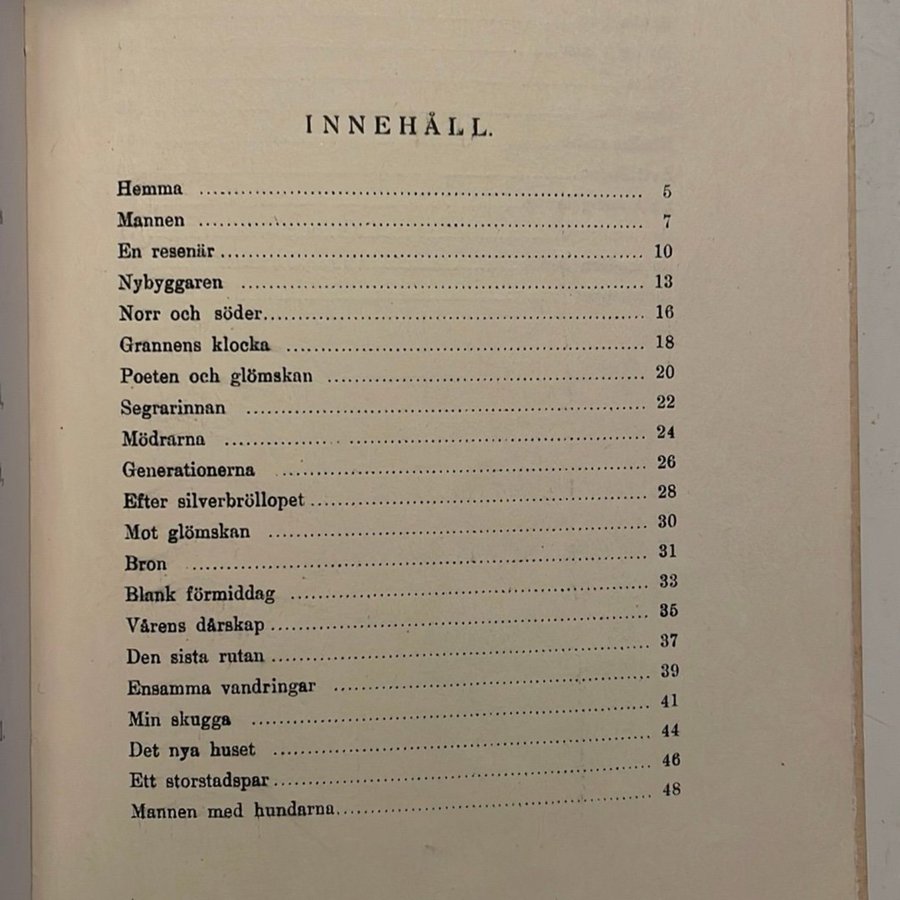 INNEHÅLL.
Hemma 5
Mannen 7
En resenär 10
Nybyggaren 13
Norr och söder 16
Grannens klocka 18
Poeten och glömskan 20
Segrarinnan 22
Mödrarna 24
Generationerna 26
Efter silverbröllopet 28
Mot glömskan 30
Bron 31
Blank förmiddag 33
Vårens dårskap 35
Den sista rutan 37
Ensamma vandringar 39
Min skugga 41
Det nya huset 44
Ett storstadspar 46
Mannen med hundarna 48